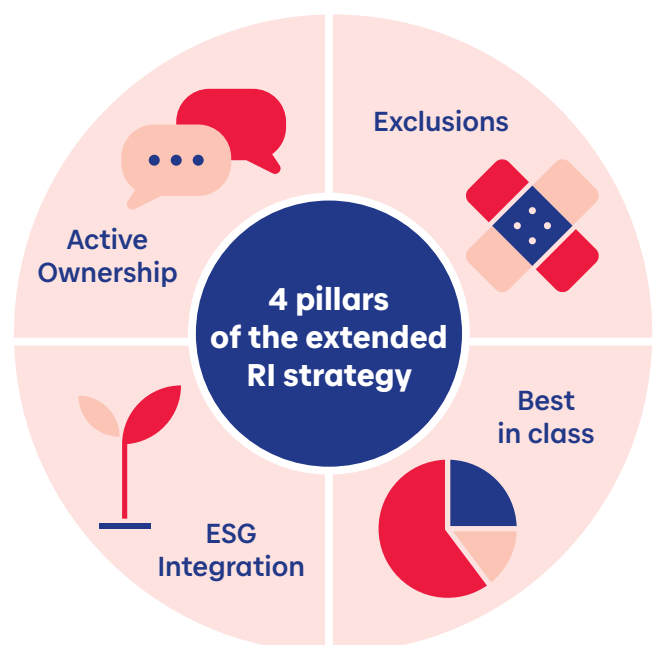 4 pillars
of the extended
RI strategy
Active
Ownership
Exclusions
Best
in class
ESG
Integration